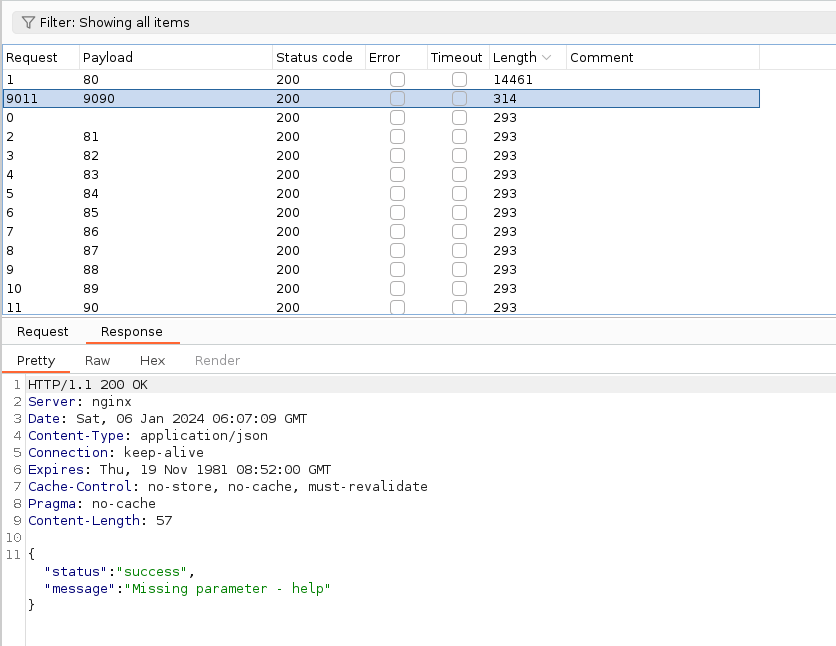 Filter: Showing all items
Request Payload Status code Error Timeout Length Comment
1 80 200 14461
9011 9090 200 314
0 200 293
2 81 200 293
3 82 200 293
4 83 200 293
5 84 200 293
6 85 200 293
7 86 200 293
8 87 200 293
9 88 200 293
10 89 200 293
11 90 200 293
Request Response
Pretty Raw Hex Render
1 HTTP/1.1 200 OK
2 Server: nginx
3 Date: Sat, 06 Jan 2024 06:07:09 GMT
4 Content-Type: application/json
5 Connection: keep-alive
6 Expires: Thu, 19 Nov 1981 08:52:00 GMT
7 Cache-Control: no-store, no-cache, must-revalidate
8 Pragma: no-cache
9 Content-Length: 57
10
11 {
"status":"success",
"message":"Missing parameter - help"
}